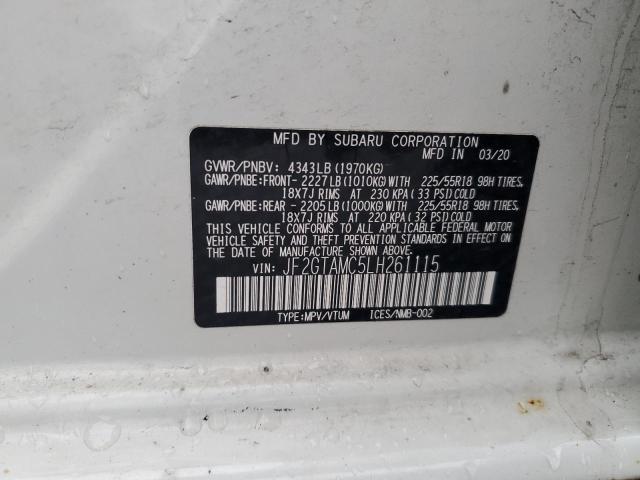 MFD BY SUBARU CORPORATION
MFD IN 03/20
GVWR/PNBV: 4343LB(1970KG)
GAWR/PNBE:FRONT- 2227LB(1010KG)WITH 225/55R18 98H TIRES,
18X7J RIMS AT 230 KPA(33 PSI)COLD
GAWR/PNBE:REAR - 2205LB(1000KG)WITH 225/55R18 98H TIRES,
18X7J RIMS AT 220 KPA(32 PSI)COLD
THIS VEHICLE CONFORMS TO ALL APPLICABLE FEDERAL MOTOR
VEHICLE SAFETY AND THEFT PREVENTION STANDARDS IN EFFECT ON
THE DATE OF MANUFACTURE SHOWN ABOVE.
VIN: JF2GTAMC5LH261115
TYPE:MPV/VTUM ICES/NMB-002